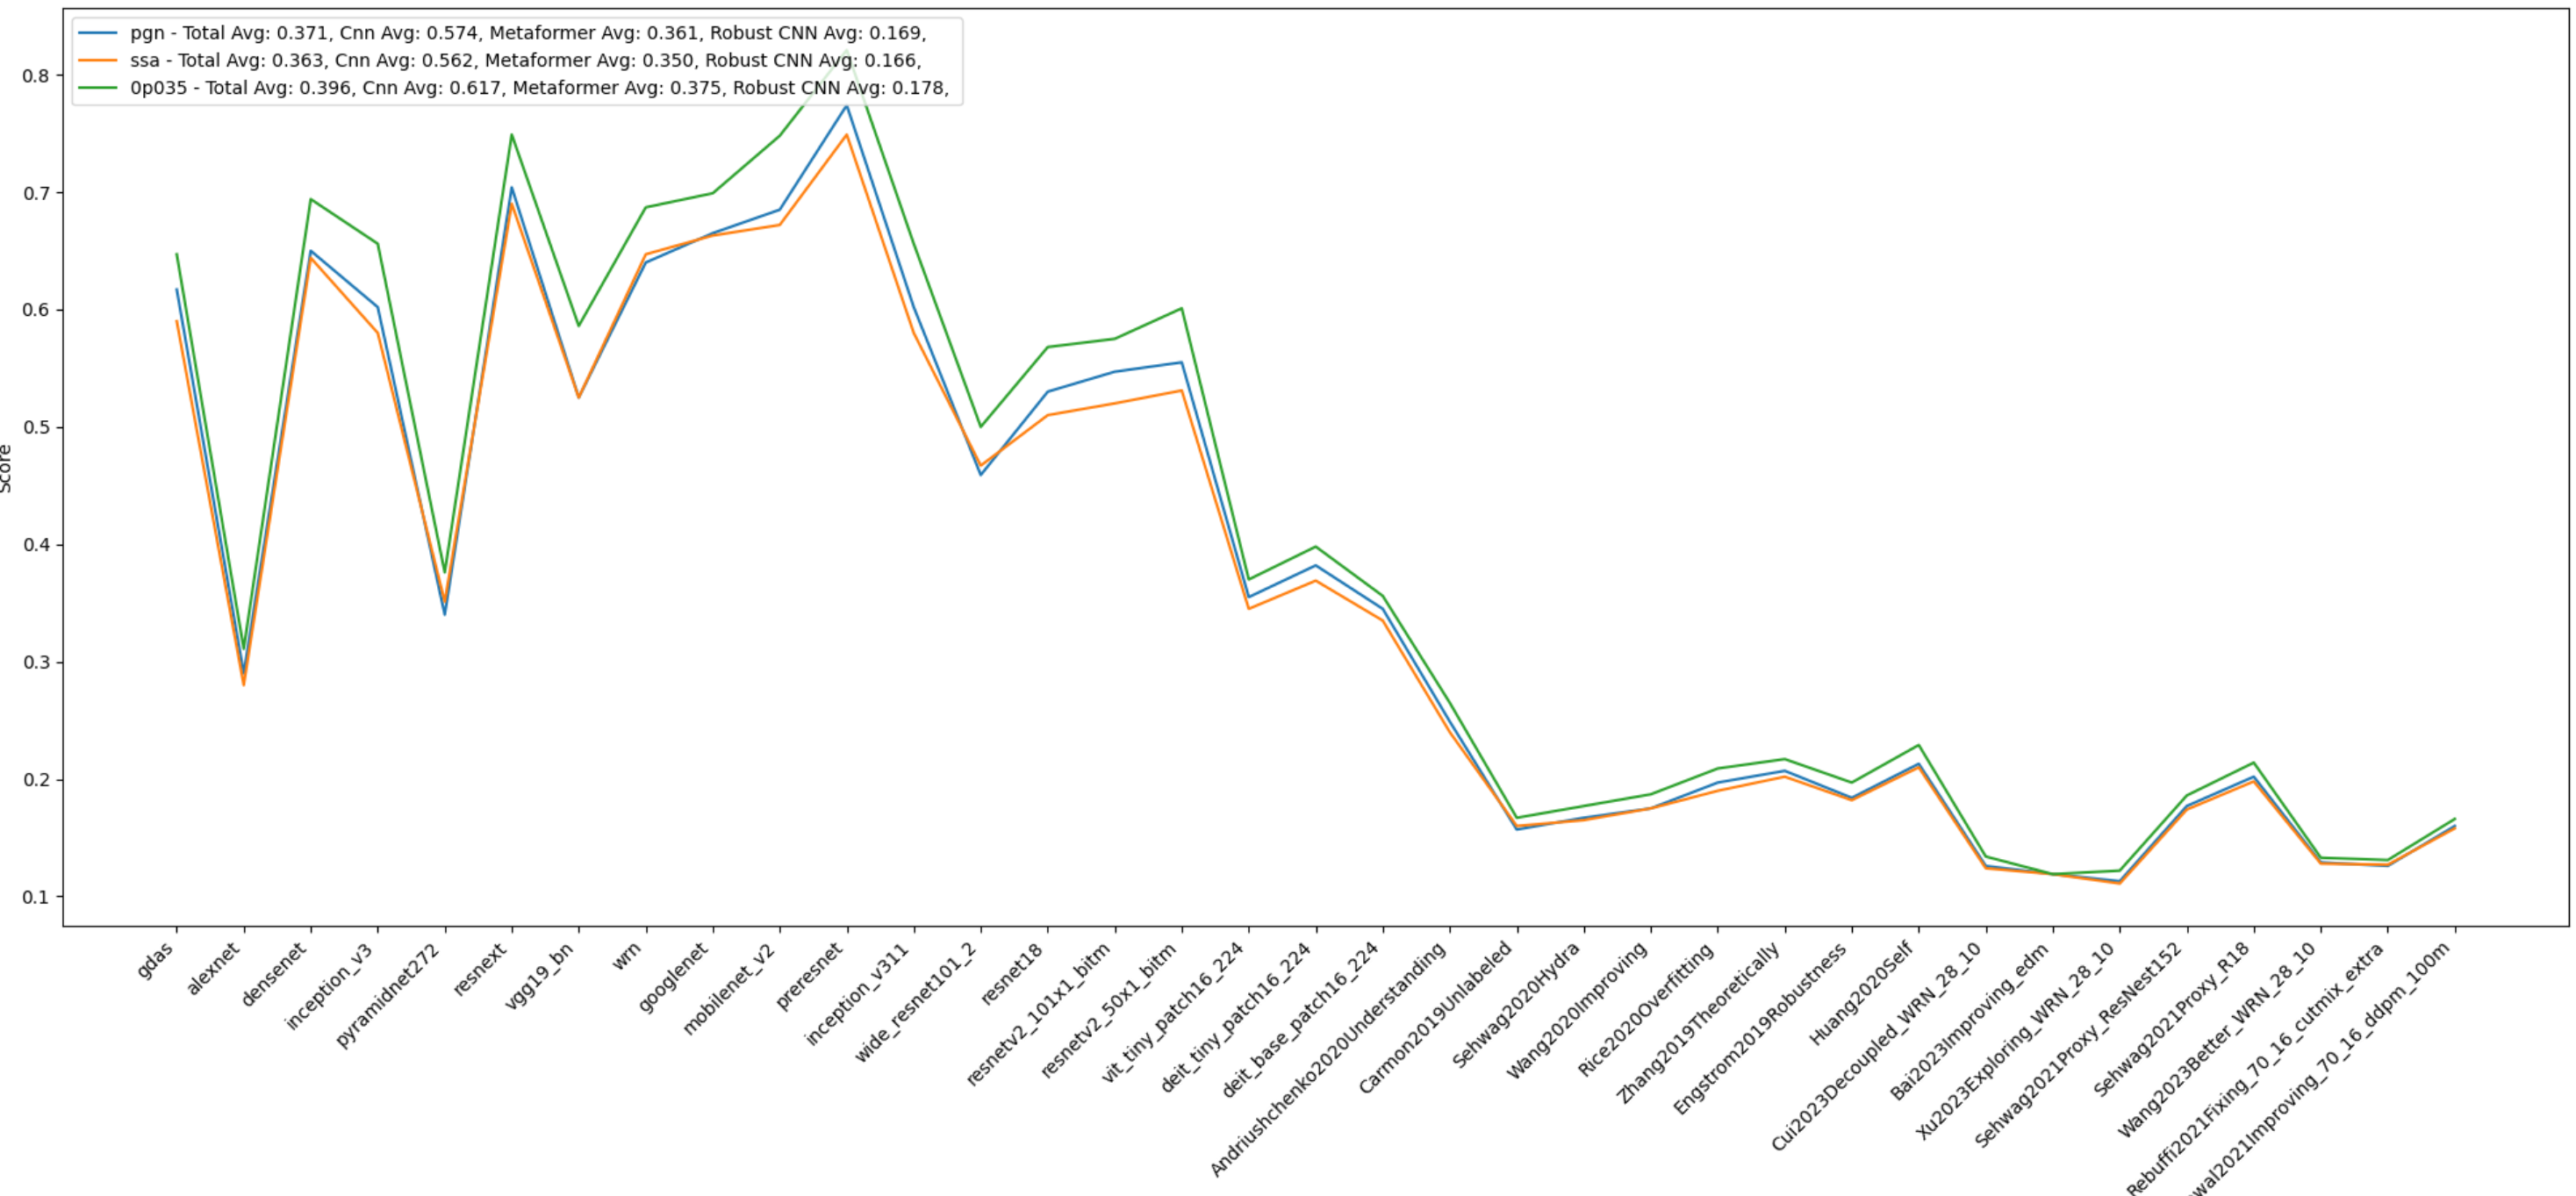 pgn - Total Avg: 0.371, Cnn Avg: 0.574, Metaformer Avg: 0.361, Robust CNN Avg: 0.169,
ssa - Total Avg: 0.363, Cnn Avg: 0.562, Metaformer Avg: 0.350, Robust CNN Avg: 0.166,
0p035 - Total Avg: 0.396, Cnn Avg: 0.617, Metaformer Avg: 0.375, Robust CNN Avg: 0.178,
0.8
0.7
0.6
0.5
0.4
0.3
0.2
0.1
Score
gdas
alexnet
densenet
inception_v3
pyramidnet272
resnext
vgg19_bn
wrn
googlenet
mobilenet_v2
preresnet
inception_v311
wide_resnet101_2
resnet18
resnetv2_101x1_bitm
resnetv2_50x1_bitm
vit_tiny_patch16_224
deit_tiny_patch16_224
deit_base_patch16_224
Andriushchenko2020Understanding
Carmon2019Unlabeled
Sehwag2020Hydra
Wang2020Improving
Rice2020Overfitting
Zhang2019Theoretically
Engstrom2019Robustness
Huang2020Self
Cui2023Decoupled_WRN_28_10
Bai2023Improving_edm
Xu2023Exploring_WRN_28_10
Sehwag2021Proxy_ResNest152
Sehwag2021Proxy_R18
Wang2023Better_WRN_28_10
Rebuffi2021Fixing_70_16_cutmix_extra
wal2021Improving_70_16_ddpm_100m